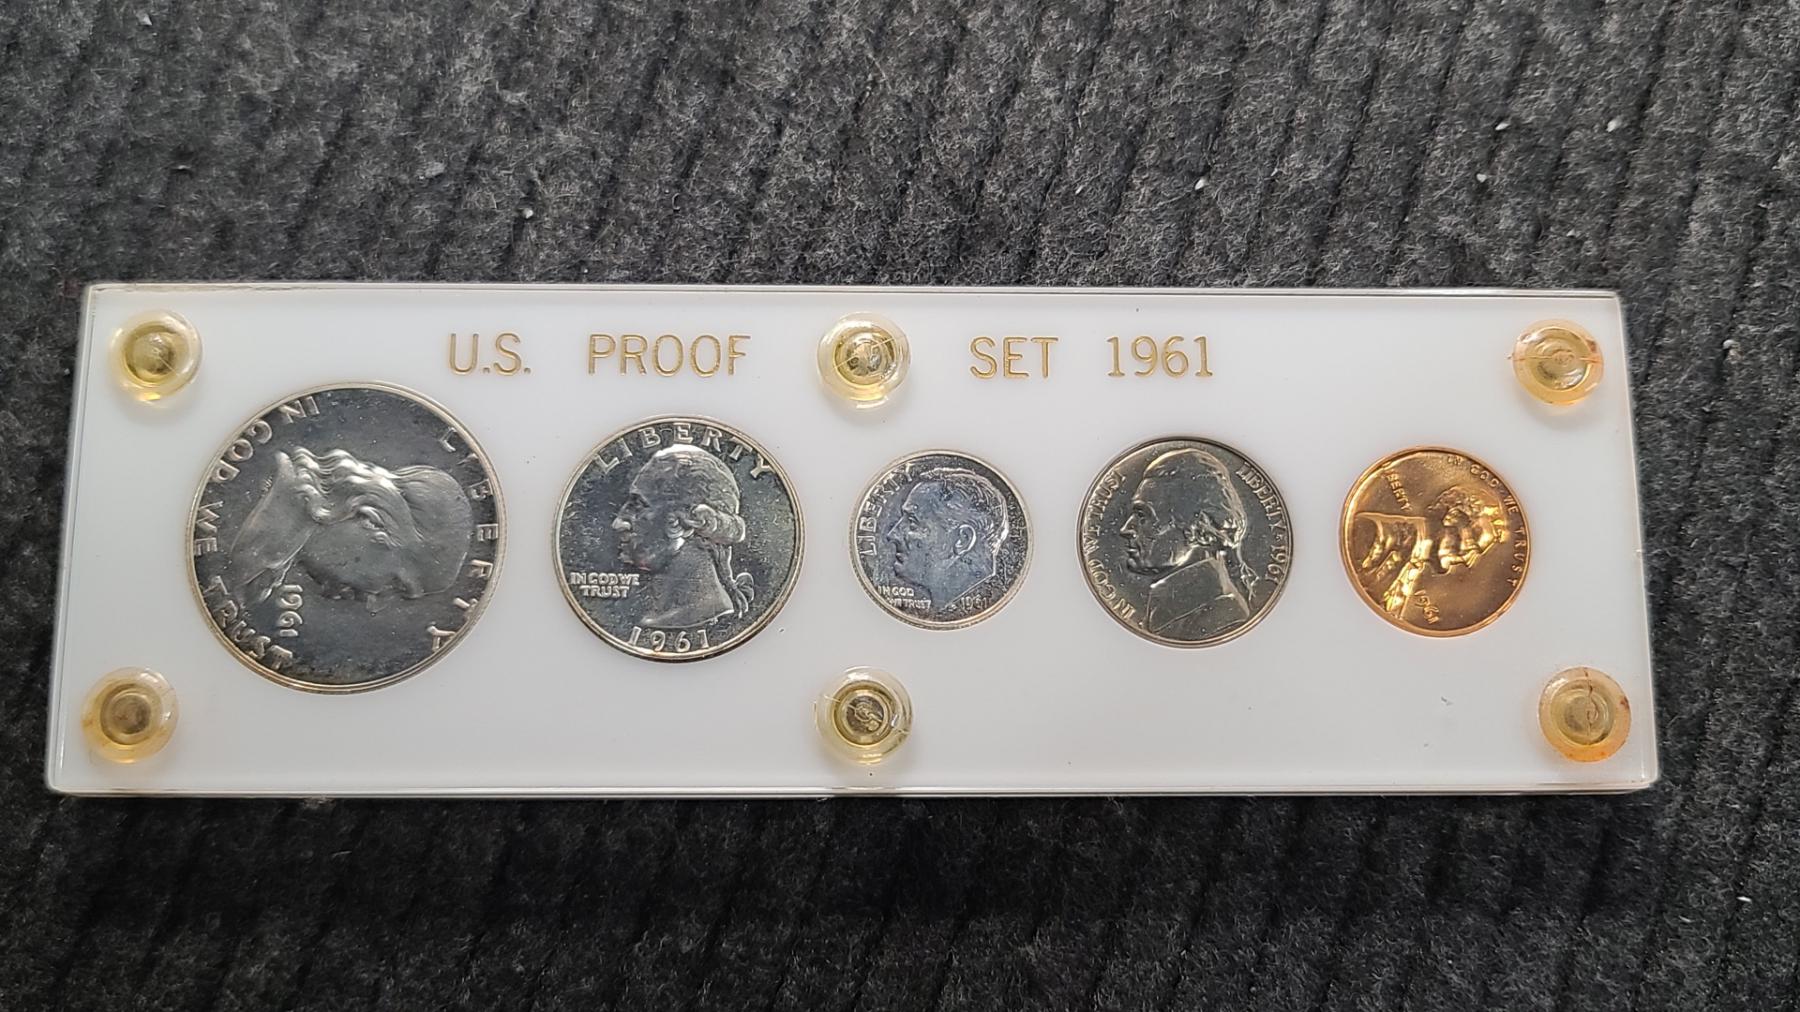 U.S. PROOF SET 1961
IN GOD WE TRUST
LIBERTY
1961
LIBERTY
IN GOD WE
TRUST
1961
LIBERTY
IN GOD
WE TRUST
1961
IN GOD WE TRUST
LIBERTY ★ 1961
IN GOD WE TRUST
LIBERTY
1961